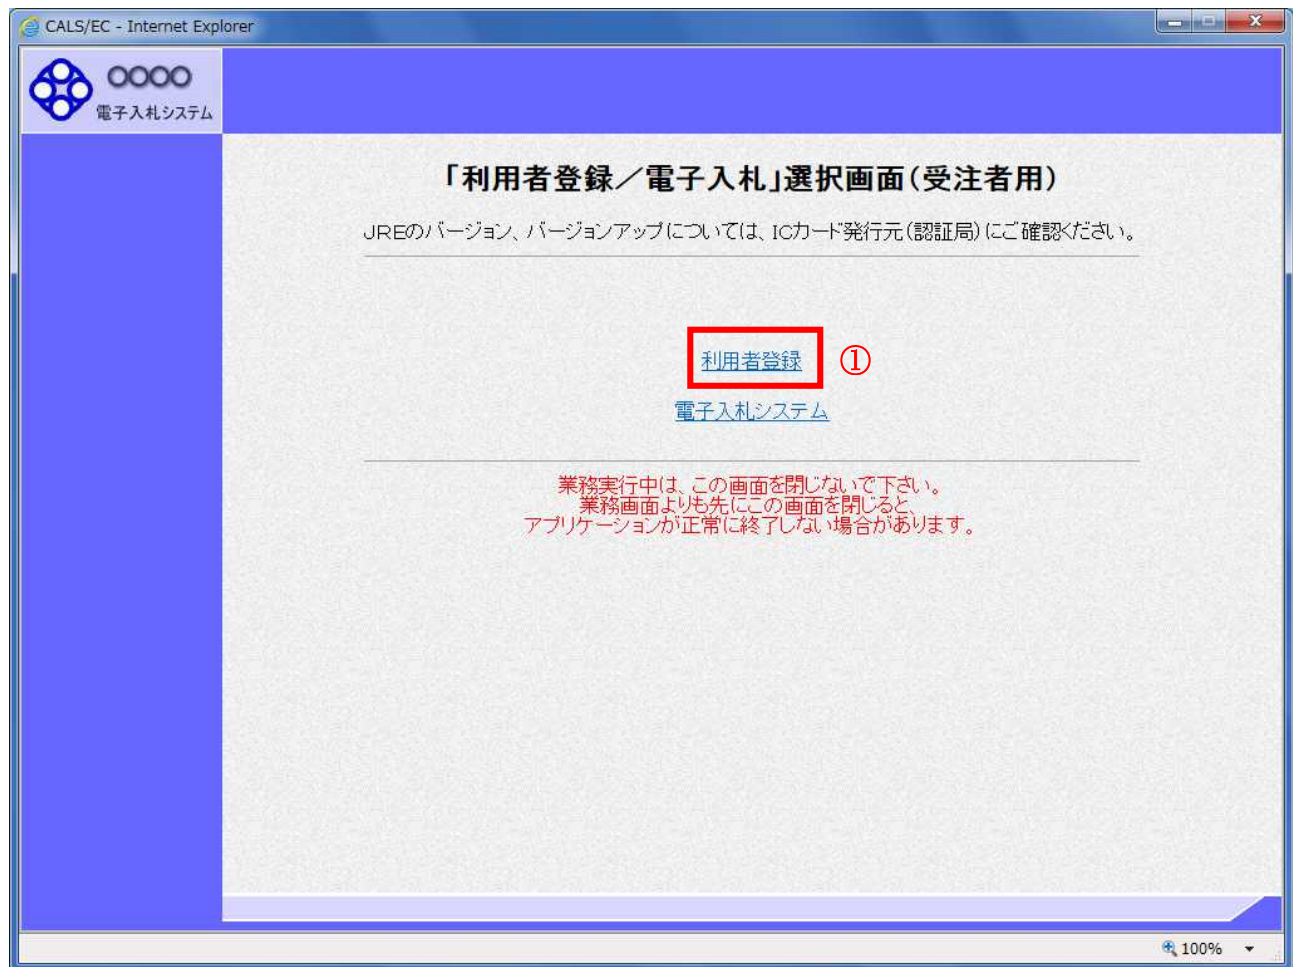 CALS/EC - Internet Explorer
○○○○
電子入札システム
「利用者登録／電子入札」選択画面(受注者用)
JREのバージョン、バージョンアップについては、ICカード発行元(認証局)にご確認ください。
利用者登録 ①
電子入札システム
業務実行中は、この画面を閉じないで下さい。
業務画面よりも先にこの画面を閉じると、
アプリケーションが正常に終了しない場合があります。
100%